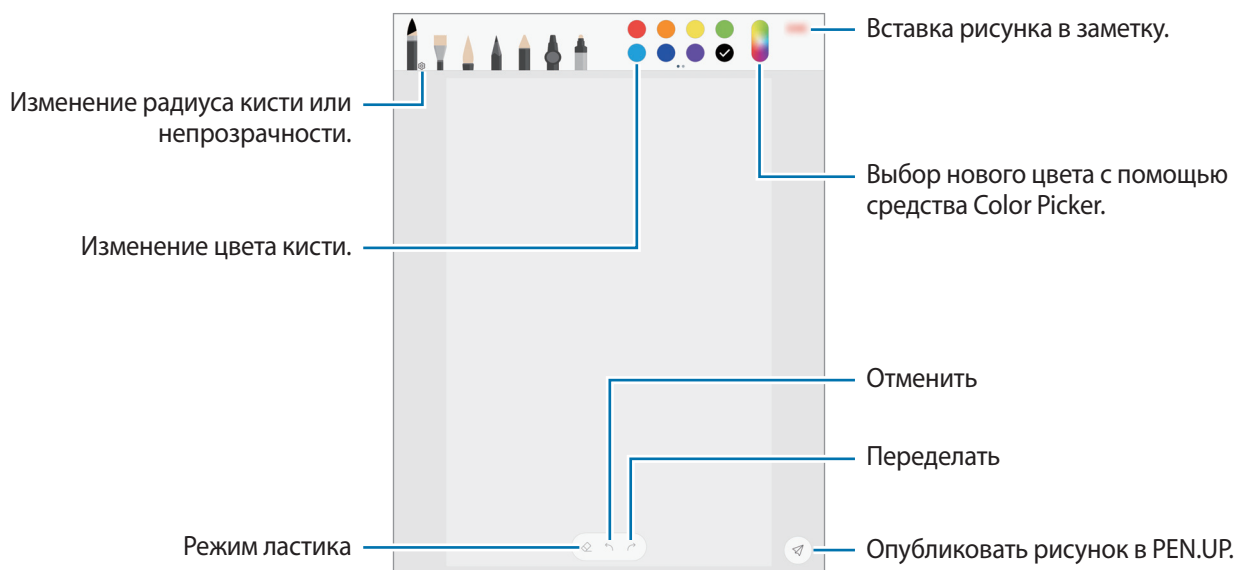 Вставка рисунка в заметку.
Изменение радиуса кисти или
непрозрачности.
Выбор нового цвета с помощью
средства Color Picker.
Изменение цвета кисти.
Отменить
Переделать
Режим ластика
Опубликовать рисунок в PEN.UP.